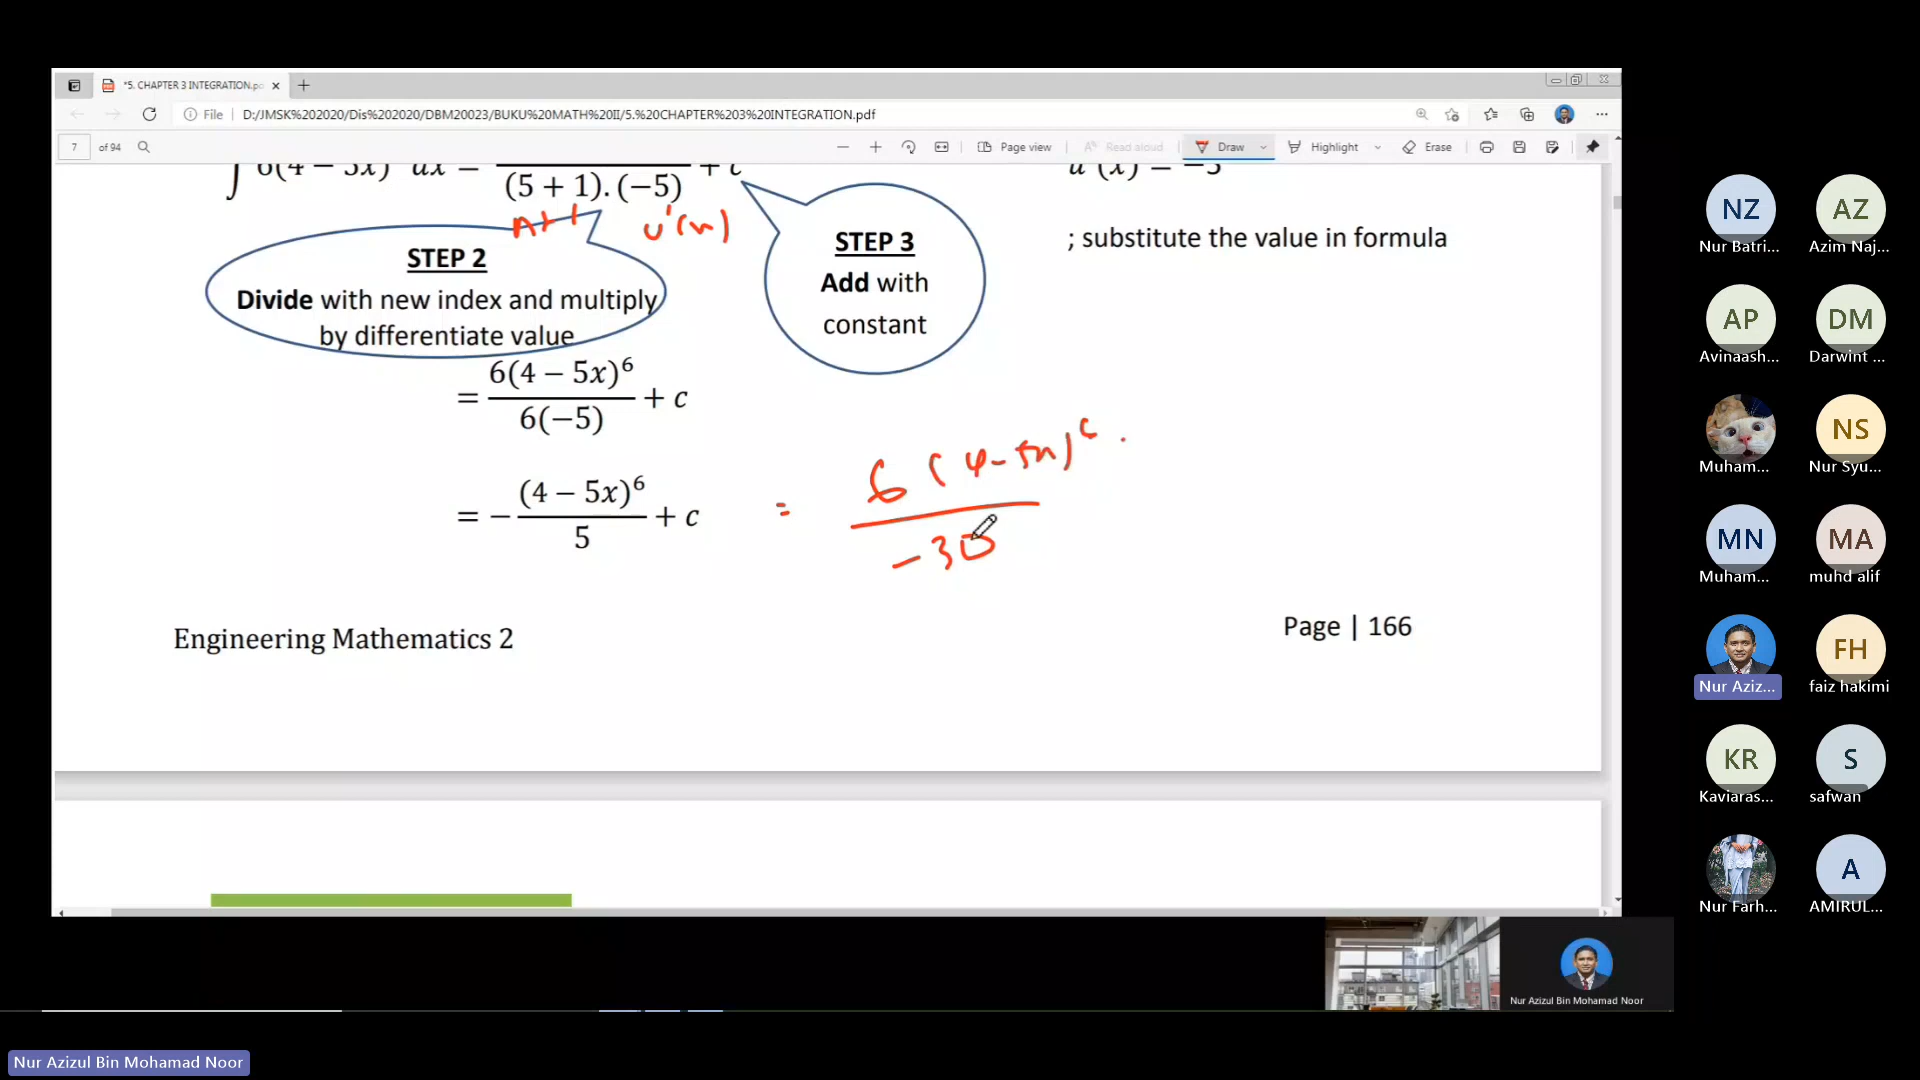 *5. CHAPTER 3 INTEGRATION.pd
File D:/JMSK%202020/Dis%202020/DBM20023/BUKU%20MATH%20II/5.%20CHAPTER%203%20INTEGRATION.pdf
7 of 94 Page view Read aloud Draw Highlight Erase
(5 + 1). (−5) + c
n+1 u'(x)
STEP 2
Divide with new index and multiply
by differentiate value
STEP 3
Add with
constant
; substitute the value in formula
= 6(4 − 5x)⁶ / 6(−5) + c
= − (4 − 5x)⁶ / 5 + c
= 6(4-5x)⁶ / -30
Engineering Mathematics 2
Page | 166
NZ
Nur Batri...
AZ
Azim Naj...
AP
Avinaash...
DM
Darwint ...
Muham...
NS
Nur Syu...
MN
Muham...
MA
muhd alif
Nur Aziz...
FH
faiz hakimi
KR
Kaviaras...
S
safwan
Nur Farh...
A
AMIRUL...
Nur Azizul Bin Mohamad Noor
Nur Azizul Bin Mohamad Noor